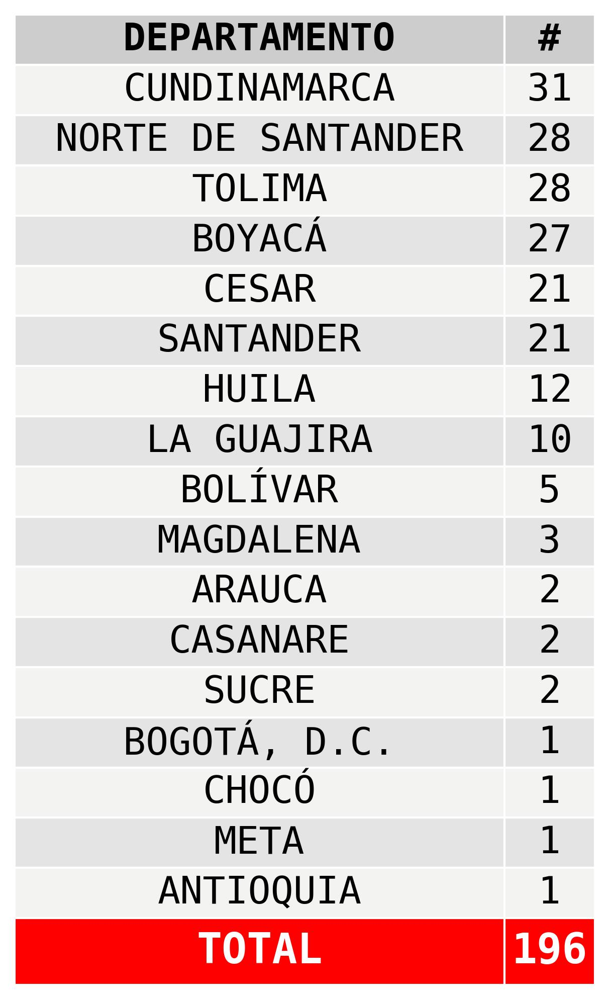 DEPARTAMENTO #
CUNDINAMARCA 31
NORTE DE SANTANDER 28
TOLIMA 28
BOYACÁ 27
CESAR 21
SANTANDER 21
HUILA 12
LA GUAJIRA 10
BOLÍVAR 5
MAGDALENA 3
ARAUCA 2
CASANARE 2
SUCRE 2
BOGOTÁ, D.C. 1
CHOCÓ 1
META 1
ANTIOQUIA 1
TOTAL 196